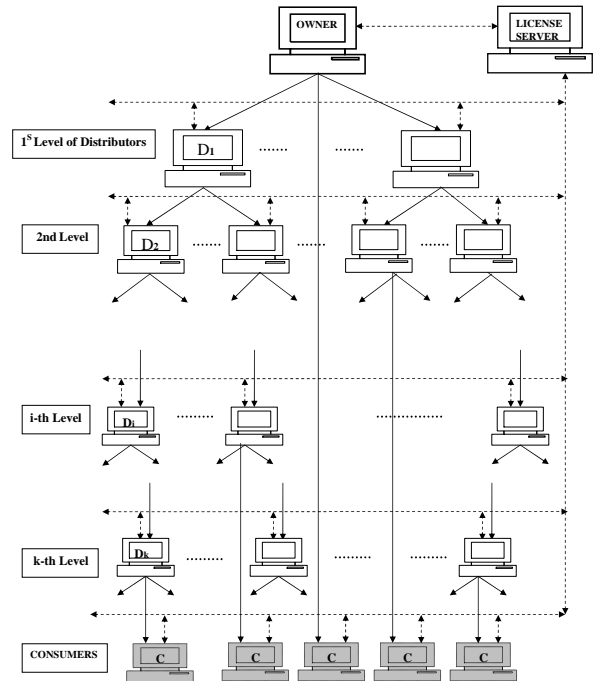 OWNER
LICENSE
SERVER
1S Level of Distributors
D1
2nd Level
D2
i-th Level
Di
k-th Level
Dk
CONSUMERS
C
C
C
C
C